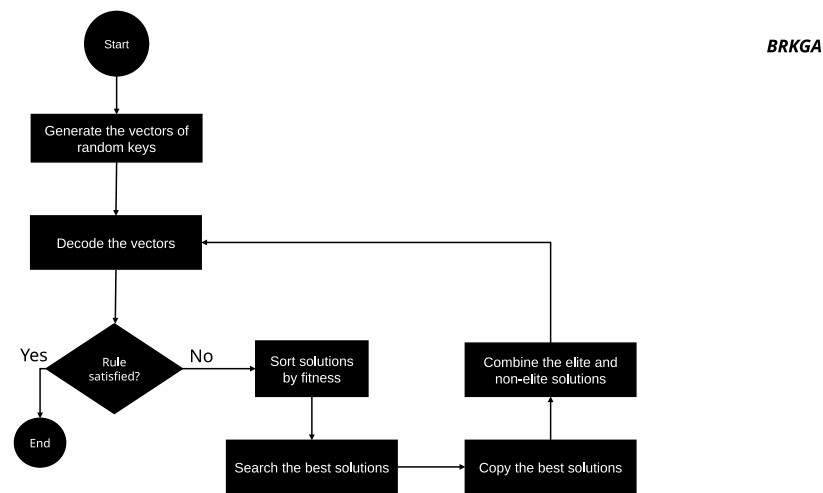 Start
BRKGA
Generate the vectors of
random keys
Decode the vectors
Yes
Rule
satisfied?
No
Sort solutions
by fitness
Combine the elite and
non-elite solutions
End
Search the best solutions
Copy the best solutions